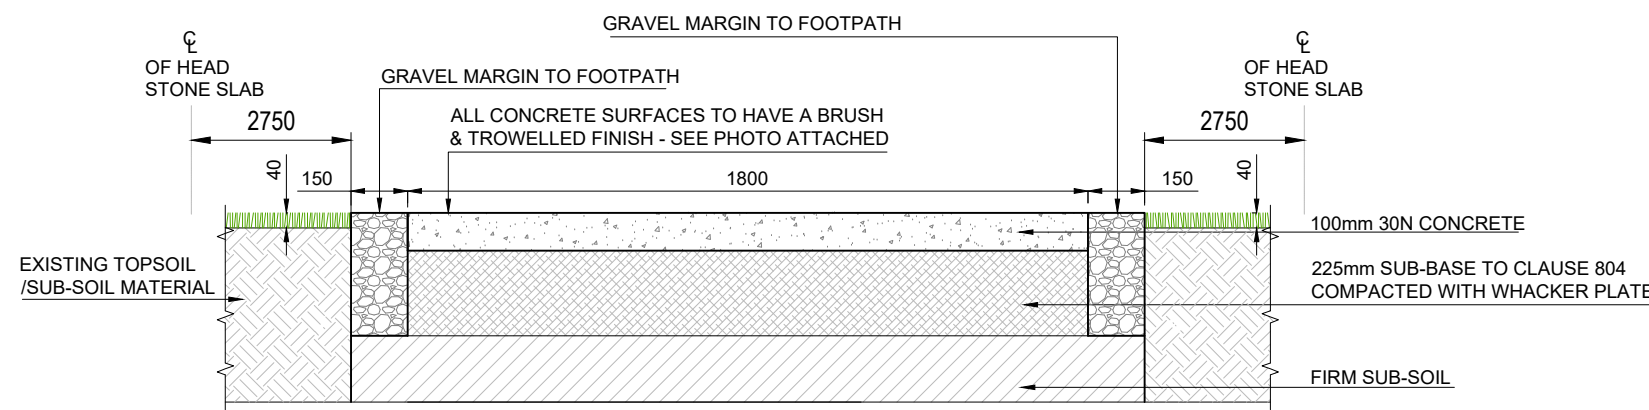 GRAVEL MARGIN TO FOOTPATH
℄
OF HEAD
STONE SLAB
℄
OF HEAD
STONE SLAB
GRAVEL MARGIN TO FOOTPATH
ALL CONCRETE SURFACES TO HAVE A BRUSH
& TROWELLED FINISH - SEE PHOTO ATTACHED
2750
2750
40
150
1800
150
40
100mm 30N CONCRETE
EXISTING TOPSOIL
/SUB-SOIL MATERIAL
225mm SUB-BASE TO CLAUSE 804
COMPACTED WITH WHACKER PLATE
FIRM SUB-SOIL